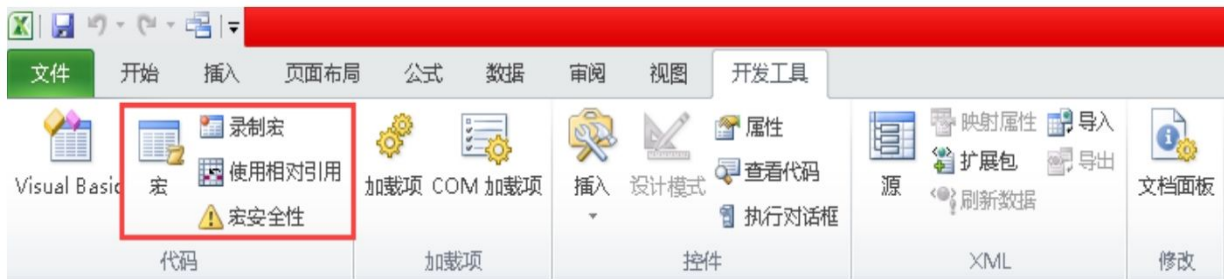 文件 开始 插入 页面布局 公式 数据 审阅 视图 开发工具
Visual Basic
宏
录制宏
使用相对引用
宏安全性
代码
加载项
COM 加载项
加载项
插入
设计模式
属性
查看代码
执行对话框
控件
源
映射属性
扩展包
刷新数据
导入
导出
XML
文档面板
修改